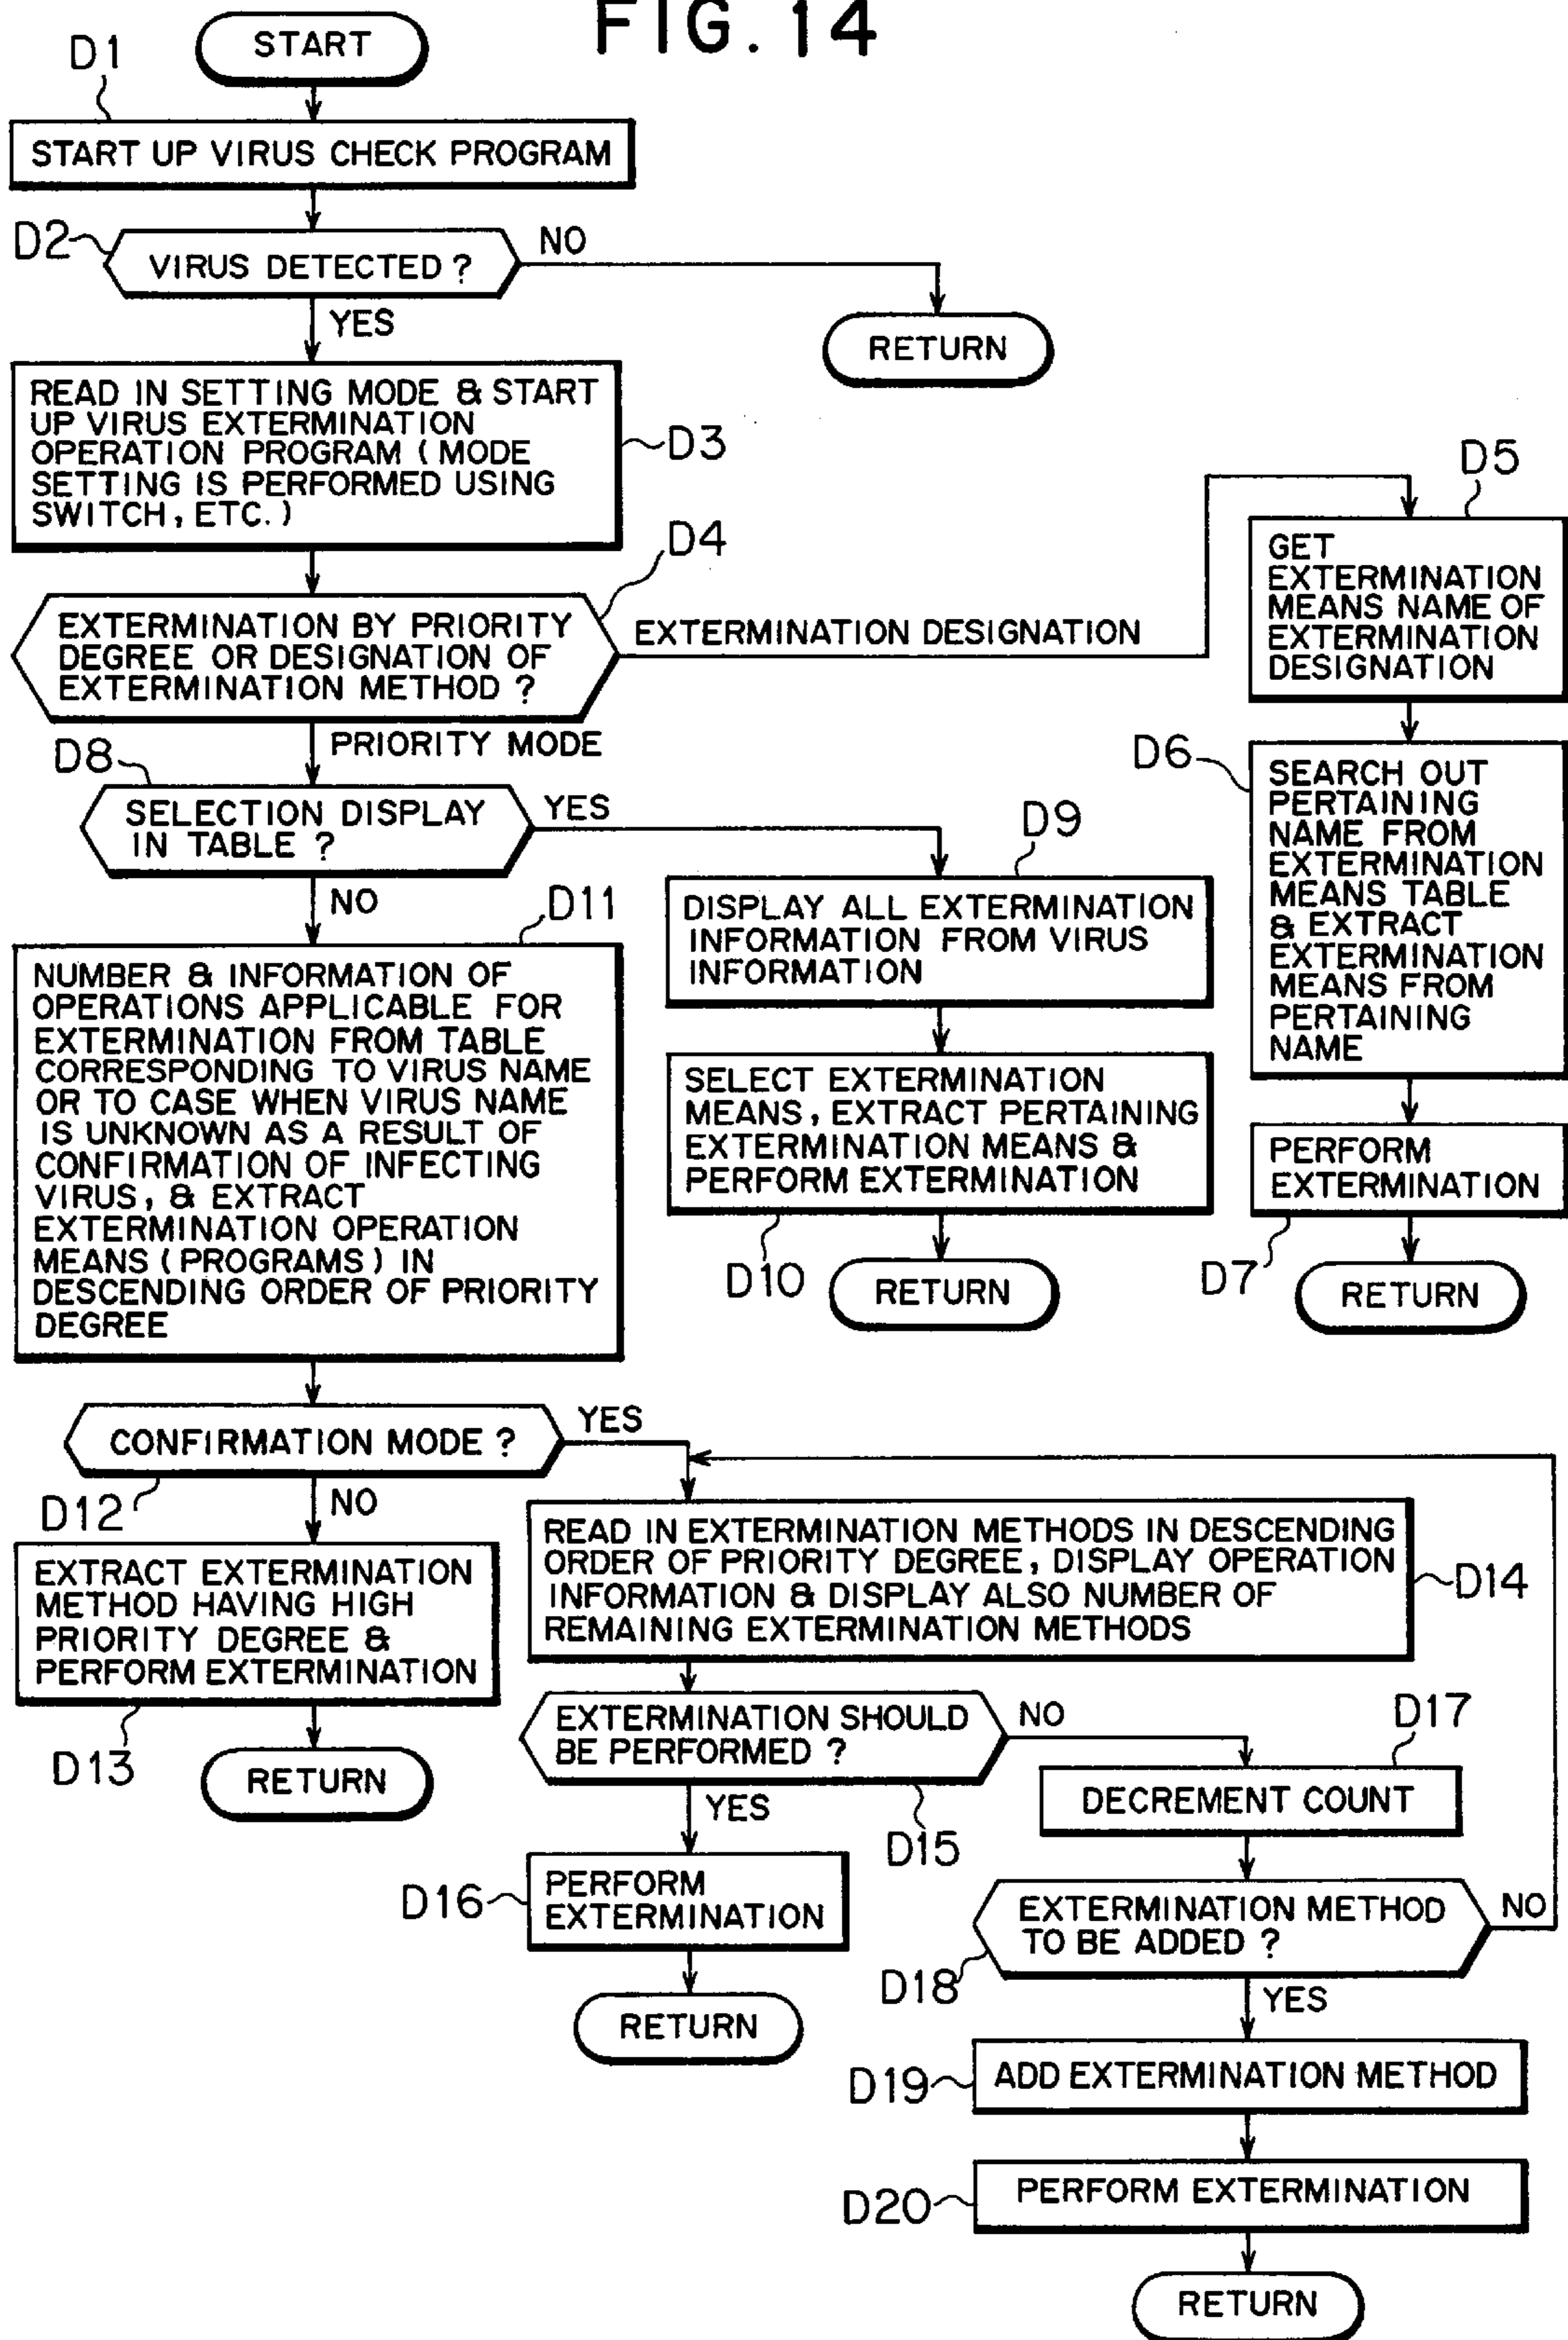 FIG. 14
START
D1
START UP VIRUS CHECK PROGRAM
D2
VIRUS DETECTED ?
NO
YES
RETURN
READ IN SETTING MODE & START
UP VIRUS EXTERMINATION
OPERATION PROGRAM (MODE
SETTING IS PERFORMED USING
SWITCH, ETC.)
D3
D4
EXTERMINATION BY PRIORITY
DEGREE OR DESIGNATION OF
EXTERMINATION METHOD ?
EXTERMINATION DESIGNATION
D5
GET
EXTERMINATION
MEANS NAME OF
EXTERMINATION
DESIGNATION
PRIORITY MODE
D6
SEARCH OUT
PERTAINING
NAME FROM
EXTERMINATION
MEANS TABLE
& EXTRACT
EXTERMINATION
MEANS FROM
PERTAINING
NAME
PERFORM
EXTERMINATION
D7
RETURN
D8
SELECTION DISPLAY
IN TABLE ?
YES
NO
D9
DISPLAY ALL EXTERMINATION
INFORMATION FROM VIRUS
INFORMATION
SELECT EXTERMINATION
MEANS, EXTRACT PERTAINING
EXTERMINATION MEANS &
PERFORM EXTERMINATION
D10
RETURN
D11
NUMBER & INFORMATION OF
OPERATIONS APPLICABLE FOR
EXTERMINATION FROM TABLE
CORRESPONDING TO VIRUS NAME
OR TO CASE WHEN VIRUS NAME
IS UNKNOWN AS A RESULT OF
CONFIRMATION OF INFECTING
VIRUS, & EXTRACT
EXTERMINATION OPERATION
MEANS (PROGRAMS) IN
DESCENDING ORDER OF PRIORITY
DEGREE
CONFIRMATION MODE ?
YES
D12
NO
EXTRACT EXTERMINATION
METHOD HAVING HIGH
PRIORITY DEGREE &
PERFORM EXTERMINATION
D13
RETURN
READ IN EXTERMINATION METHODS IN DESCENDING
ORDER OF PRIORITY DEGREE, DISPLAY OPERATION
INFORMATION & DISPLAY ALSO NUMBER OF
REMAINING EXTERMINATION METHODS
D14
EXTERMINATION SHOULD
BE PERFORMED ?
NO
YES
D15
D16
PERFORM
EXTERMINATION
RETURN
D17
DECREMENT COUNT
EXTERMINATION METHOD
TO BE ADDED ?
NO
D18
YES
D19
ADD EXTERMINATION METHOD
D20
PERFORM EXTERMINATION
RETURN